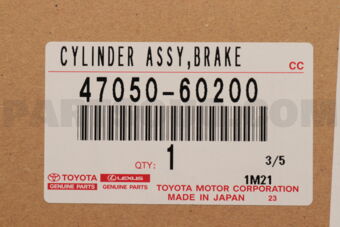 CYLINDER ASSY,BRAKE
CC
47050-60200
QTY: 1
3/5
1M21
TOYOTA LEXUS
GENUINE PARTS GENUINE PARTS
TOYOTA MOTOR CORPORATION
MADE IN JAPAN 23